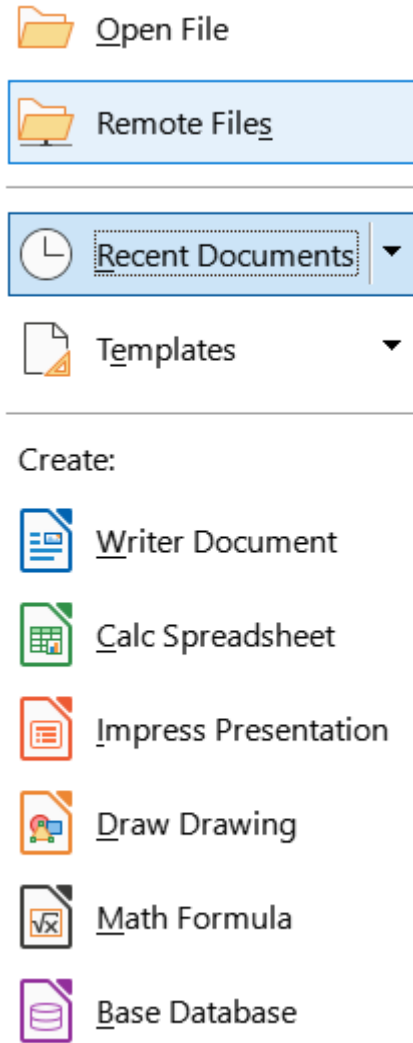 Open File
Remote Files
Recent Documents
Templates
Create:
Writer Document
Calc Spreadsheet
Impress Presentation
Draw Drawing
Math Formula
Base Database